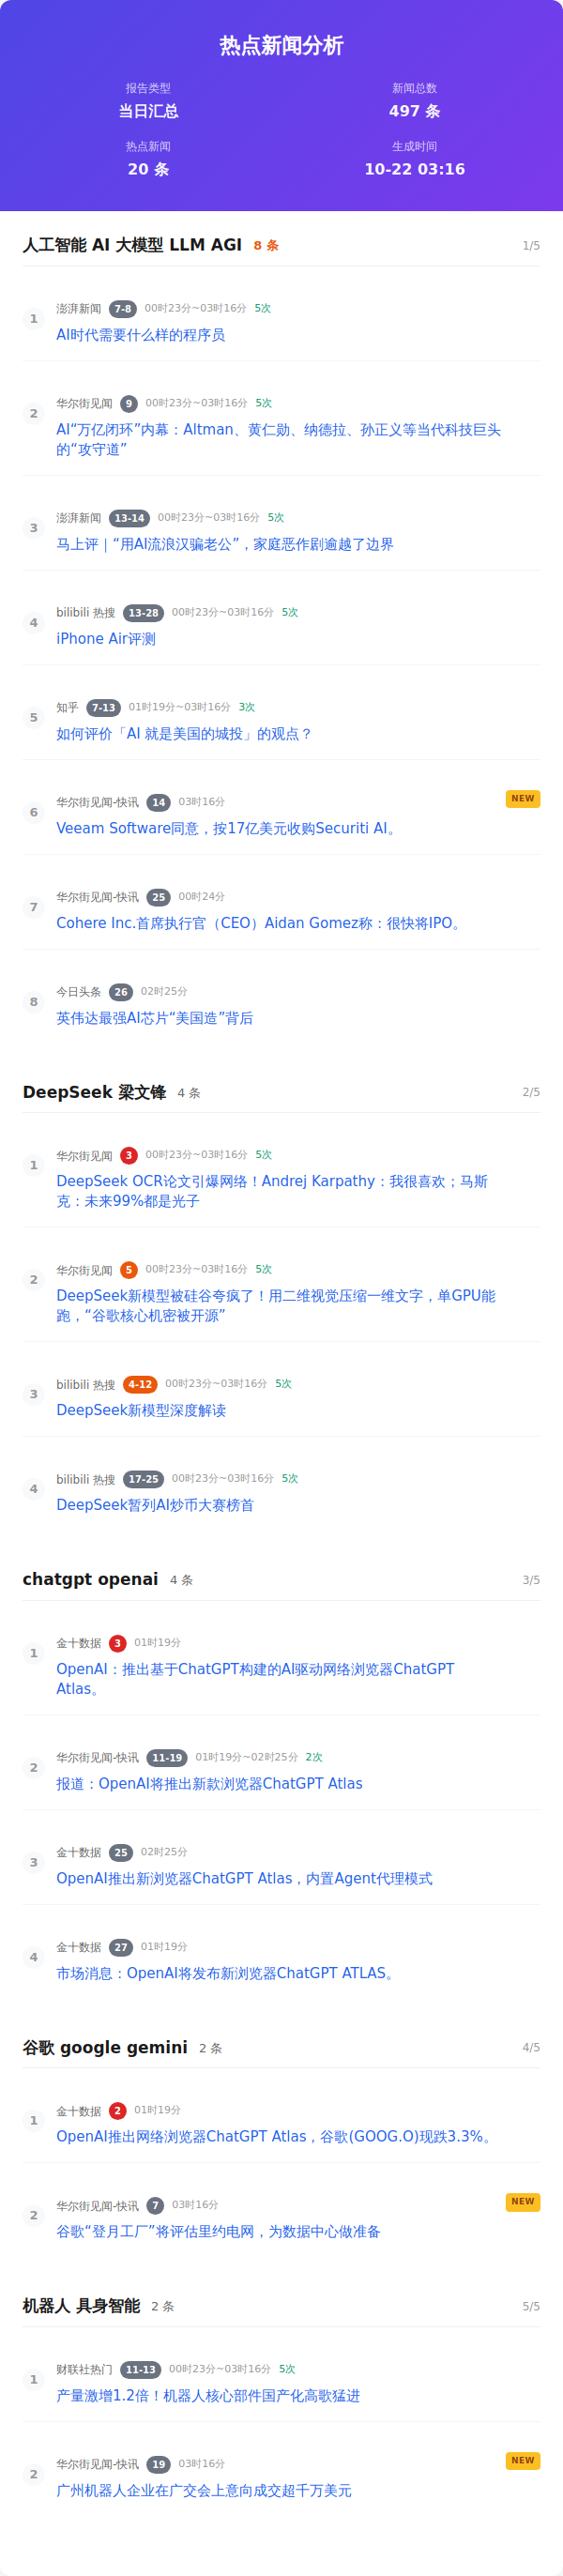 热点新闻分析
报告类型
当日汇总
新闻总数
497 条
热点新闻
20 条
生成时间
10-22 03:16
人工智能 AI 大模型 LLM AGI 8 条 1/5
1
澎湃新闻 7-8 00时23分~03时16分 5次
AI时代需要什么样的程序员
2
华尔街见闻 9 00时23分~03时16分 5次
AI“万亿闭环”内幕：Altman、黄仁勋、纳德拉、孙正义等当代科技巨头
的“攻守道”
3
澎湃新闻 13-14 00时23分~03时16分 5次
马上评｜“用AI流浪汉骗老公”，家庭恶作剧逾越了边界
4
bilibili 热搜 13-28 00时23分~03时16分 5次
iPhone Air评测
5
知乎 7-13 01时19分~03时16分 3次
如何评价「AI 就是美国的城投」的观点？
6
华尔街见闻-快讯 14 03时16分 NEW
Veeam Software同意，按17亿美元收购Securiti AI。
7
华尔街见闻-快讯 25 00时24分
Cohere Inc.首席执行官（CEO）Aidan Gomez称：很快将IPO。
8
今日头条 26 02时25分
英伟达最强AI芯片“美国造”背后
DeepSeek 梁文锋 4 条 2/5
1
华尔街见闻 3 00时23分~03时16分 5次
DeepSeek OCR论文引爆网络！Andrej Karpathy：我很喜欢；马斯
克：未来99%都是光子
2
华尔街见闻 5 00时23分~03时16分 5次
DeepSeek新模型被硅谷夸疯了！用二维视觉压缩一维文字，单GPU能
跑，“谷歌核心机密被开源”
3
bilibili 热搜 4-12 00时23分~03时16分 5次
DeepSeek新模型深度解读
4
bilibili 热搜 17-25 00时23分~03时16分 5次
DeepSeek暂列AI炒币大赛榜首
chatgpt openai 4 条 3/5
1
金十数据 3 01时19分
OpenAI：推出基于ChatGPT构建的AI驱动网络浏览器ChatGPT
Atlas。
2
华尔街见闻-快讯 11-19 01时19分~02时25分 2次
报道：OpenAI将推出新款浏览器ChatGPT Atlas
3
金十数据 25 02时25分
OpenAI推出新浏览器ChatGPT Atlas，内置Agent代理模式
4
金十数据 27 01时19分
市场消息：OpenAI将发布新浏览器ChatGPT ATLAS。
谷歌 google gemini 2 条 4/5
1
金十数据 2 01时19分
OpenAI推出网络浏览器ChatGPT Atlas，谷歌(GOOG.O)现跌3.3%。
2
华尔街见闻-快讯 7 03时16分 NEW
谷歌“登月工厂”将评估里约电网，为数据中心做准备
机器人 具身智能 2 条 5/5
1
财联社热门 11-13 00时23分~03时16分 5次
产量激增1.2倍！机器人核心部件国产化高歌猛进
2
华尔街见闻-快讯 19 03时16分 NEW
广州机器人企业在广交会上意向成交超千万美元